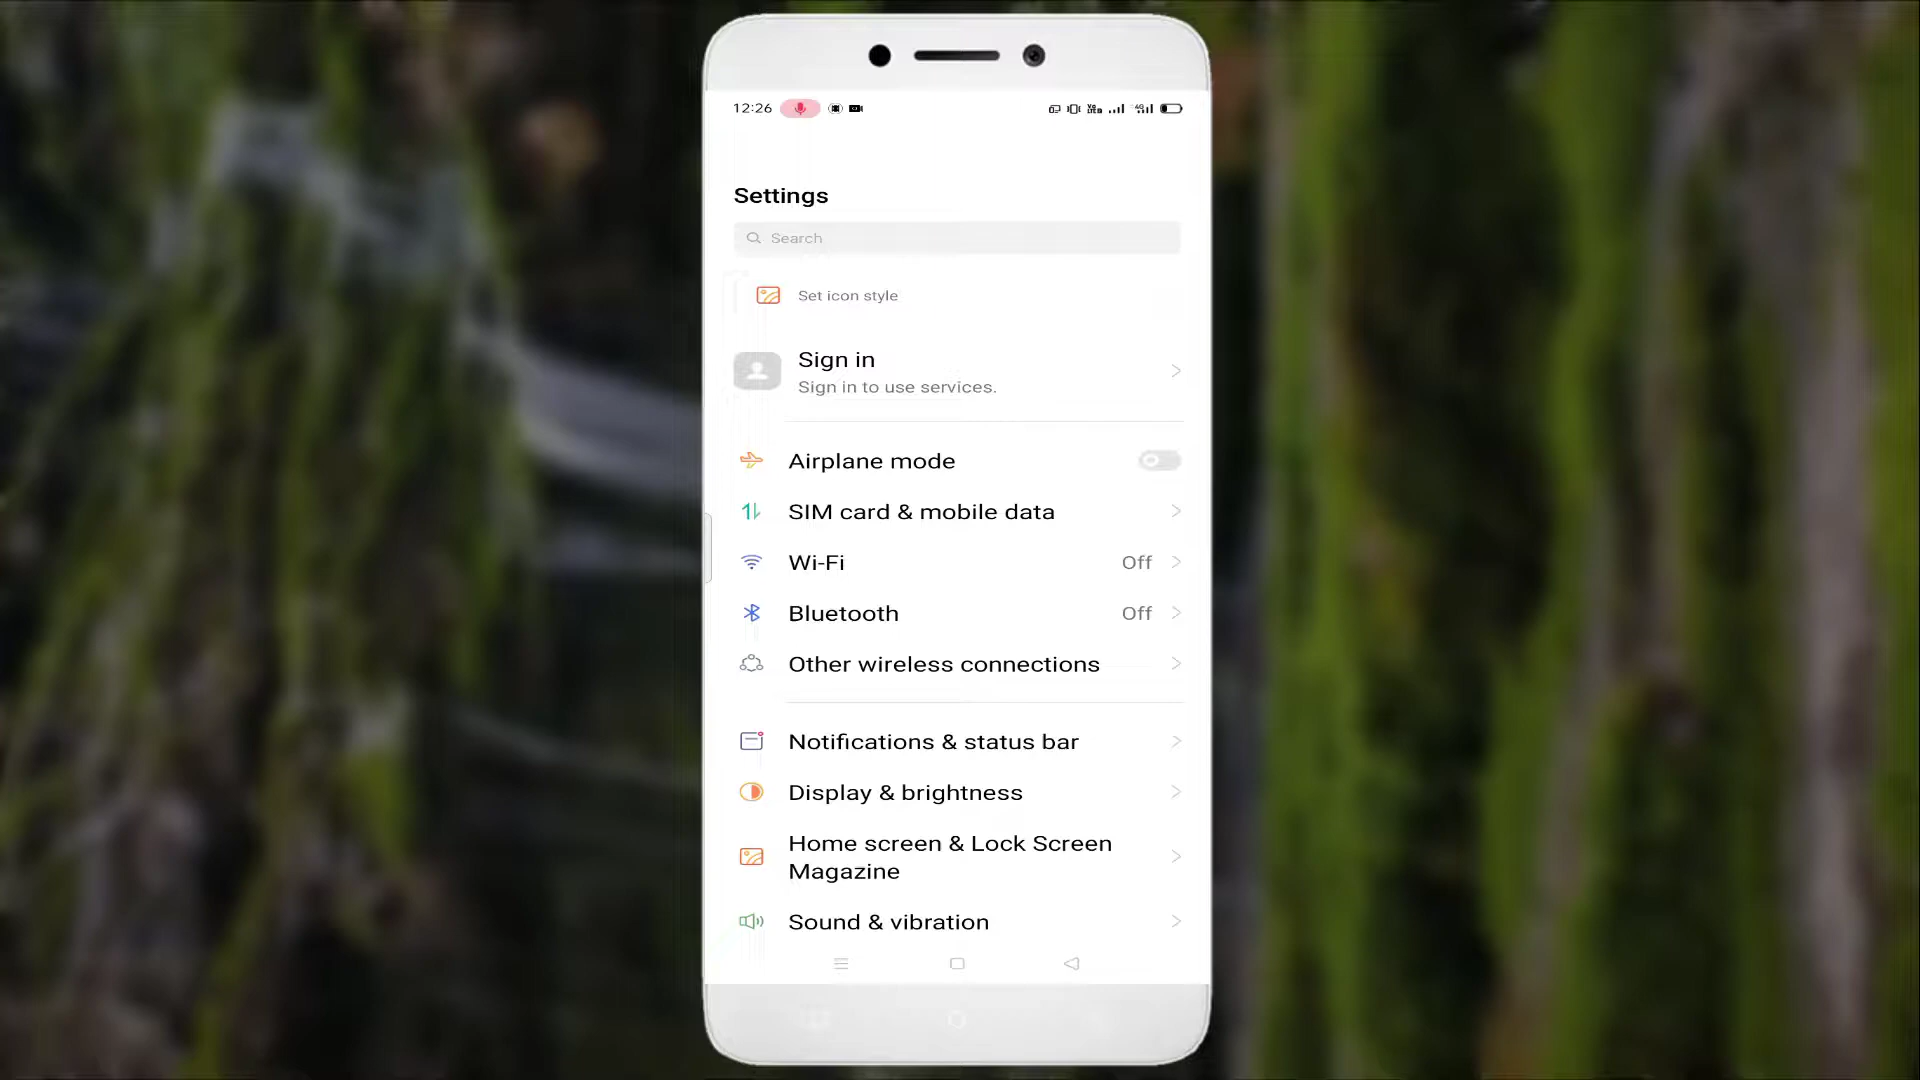 12:26
Settings
Search
Set icon style
Sign in
Sign in to use services.
Airplane mode
SIM card & mobile data
Wi-Fi Off
Bluetooth Off
Other wireless connections
Notifications & status bar
Display & brightness
Home screen & Lock Screen
Magazine
Sound & vibration